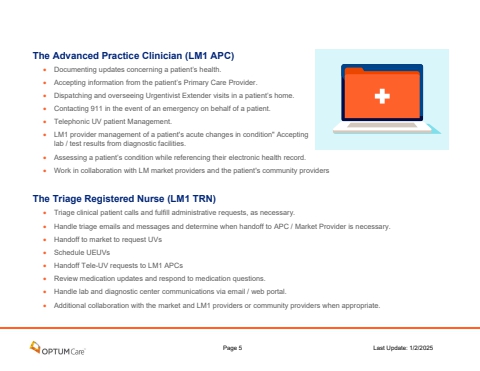 The Advanced Practice Clinician (LM1 APC)
• Documenting updates concerning a patient's health.
• Accepting information from the patient's Primary Care Provider.
• Dispatching and overseeing Urgentivist Extender visits in a patient's home.
• Contacting 911 in the event of an emergency on behalf of a patient.
• Telephonic UV patient Management.
• LM1 provider management of a patient's acute changes in condition" Accepting
lab / test results from diagnostic facilities.
• Assessing a patient's condition while referencing their electronic health record.
• Work in collaboration with LM market providers and the patient's community providers
The Triage Registered Nurse (LM1 TRN)
• Triage clinical patient calls and fulfill administrative requests, as necessary.
• Handle triage emails and messages and determine when handoff to APC / Market Provider is necessary.
• Handoff to market to request UVs
• Schedule UEUVs
• Handoff Tele-UV requests to LM1 APCs
• Review medication updates and respond to medication questions.
• Handle lab and diagnostic center communications via email / web portal.
• Additional collaboration with the market and LM1 providers or community providers when appropriate.
OPTUM Care
Page 5
Last Update: 1/2/2025